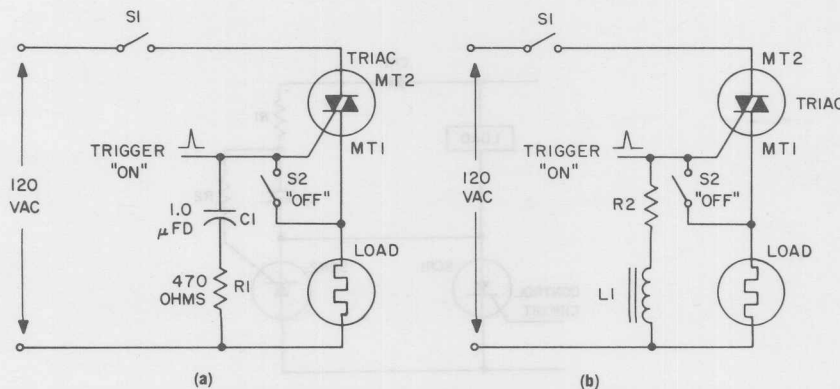 S1
TRIAC
MT2
TRIGGER
"ON"
MT1
120
VAC
S2
"OFF"
1.0
µFD
C1
LOAD
470
OHMS
R1
(a)
S1
MT2
TRIAC
TRIGGER
"ON"
MT1
120
VAC
S2
"OFF"
R2
LOAD
L1
(b)